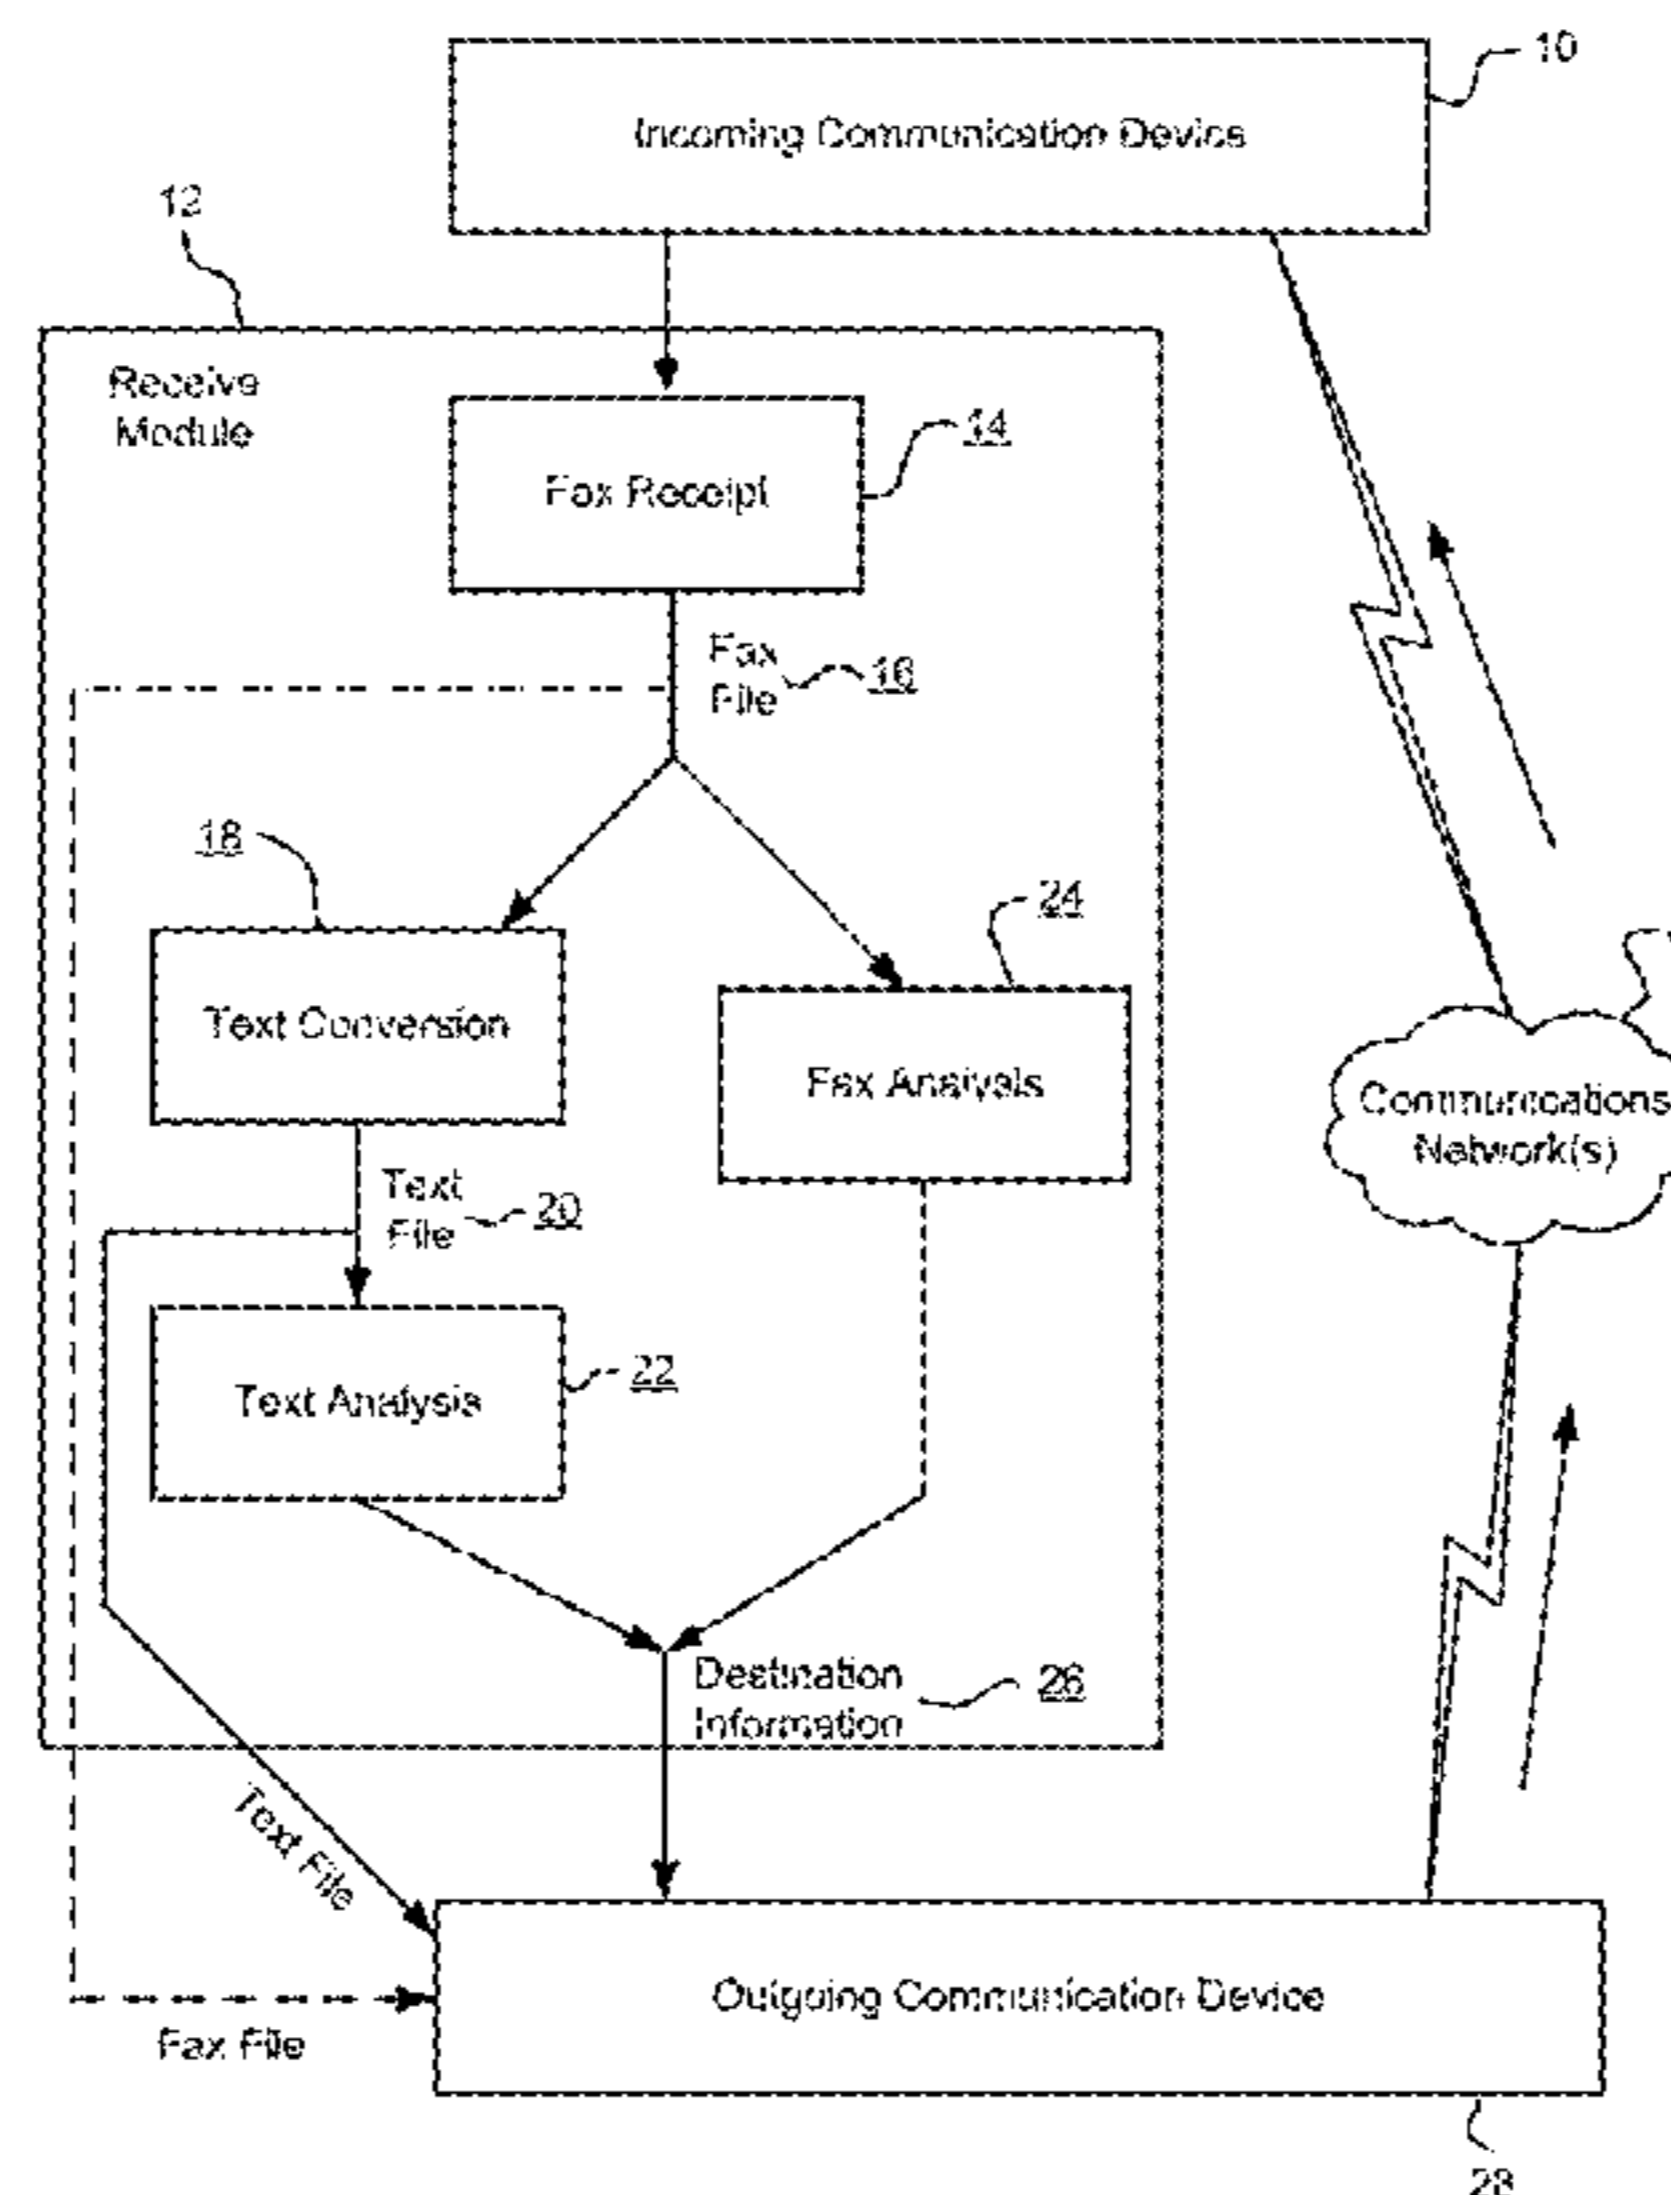 10
Incoming Communication Device
12
Receive
Module
14
Fax Receipt
Fax
File
16
18
24
Text Conversion
Fax Analysis
Communications
Network(s)
Text
File
20
22
Text Analysis
Destination
Information
26
Text File
Outgoing Communication Device
Fax File
28